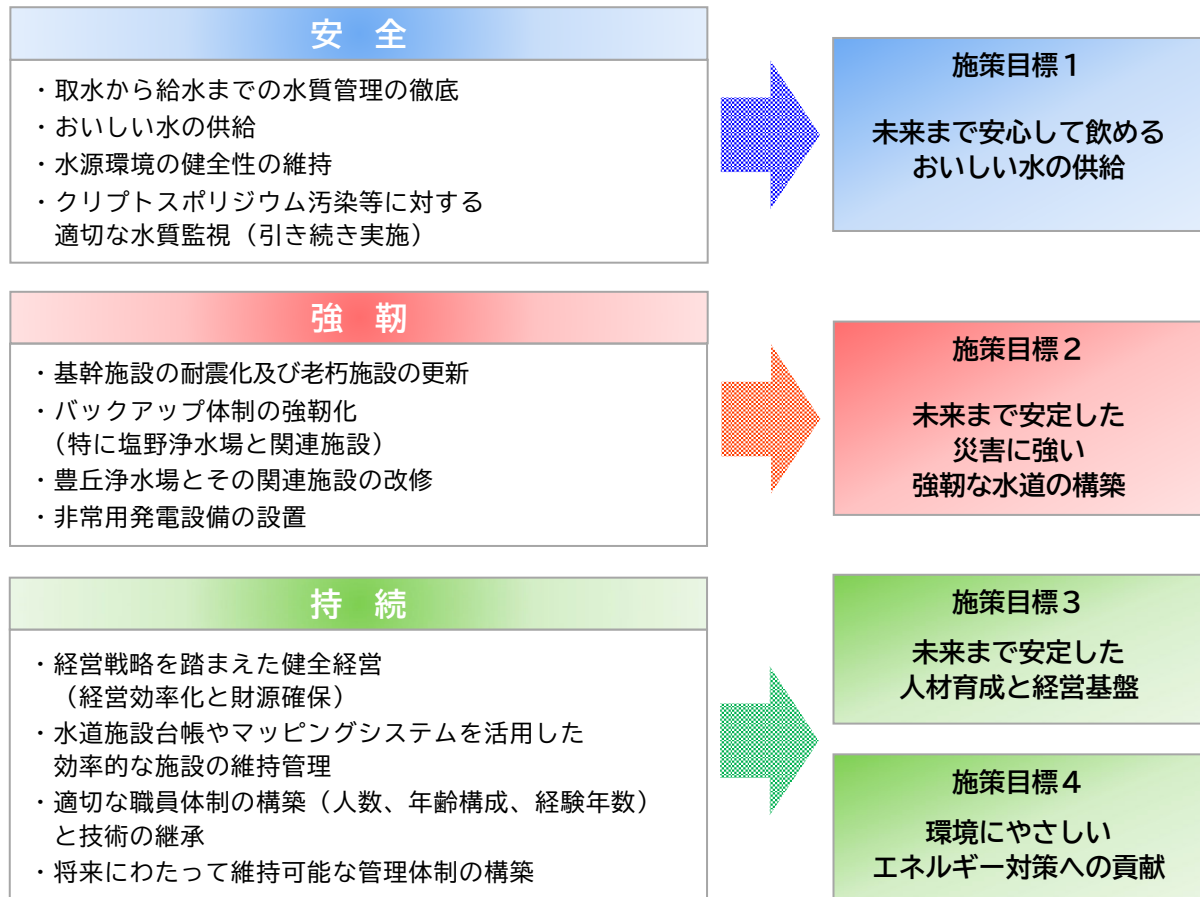 安　全
・取水から給水までの水質管理の徹底
・おいしい水の供給
・水源環境の健全性の維持
・クリプトスポリジウム汚染等に対する
適切な水質監視（引き続き実施）
施策目標１
未来まで安心して飲める
おいしい水の供給
強　靭
・基幹施設の耐震化及び老朽施設の更新
・バックアップ体制の強靭化
（特に塩野浄水場と関連施設）
・豊丘浄水場とその関連施設の改修
・非常用発電設備の設置
施策目標２
未来まで安定した
災害に強い
強靭な水道の構築
持　続
・経営戦略を踏まえた健全経営
（経営効率化と財源確保）
・水道施設台帳やマッピングシステムを活用した
効率的な施設の維持管理
・適切な職員体制の構築（人数、年齢構成、経験年数）
と技術の継承
・将来にわたって維持可能な管理体制の構築
施策目標３
未来まで安定した
人材育成と経営基盤
施策目標４
環境にやさしい
エネルギー対策への貢献